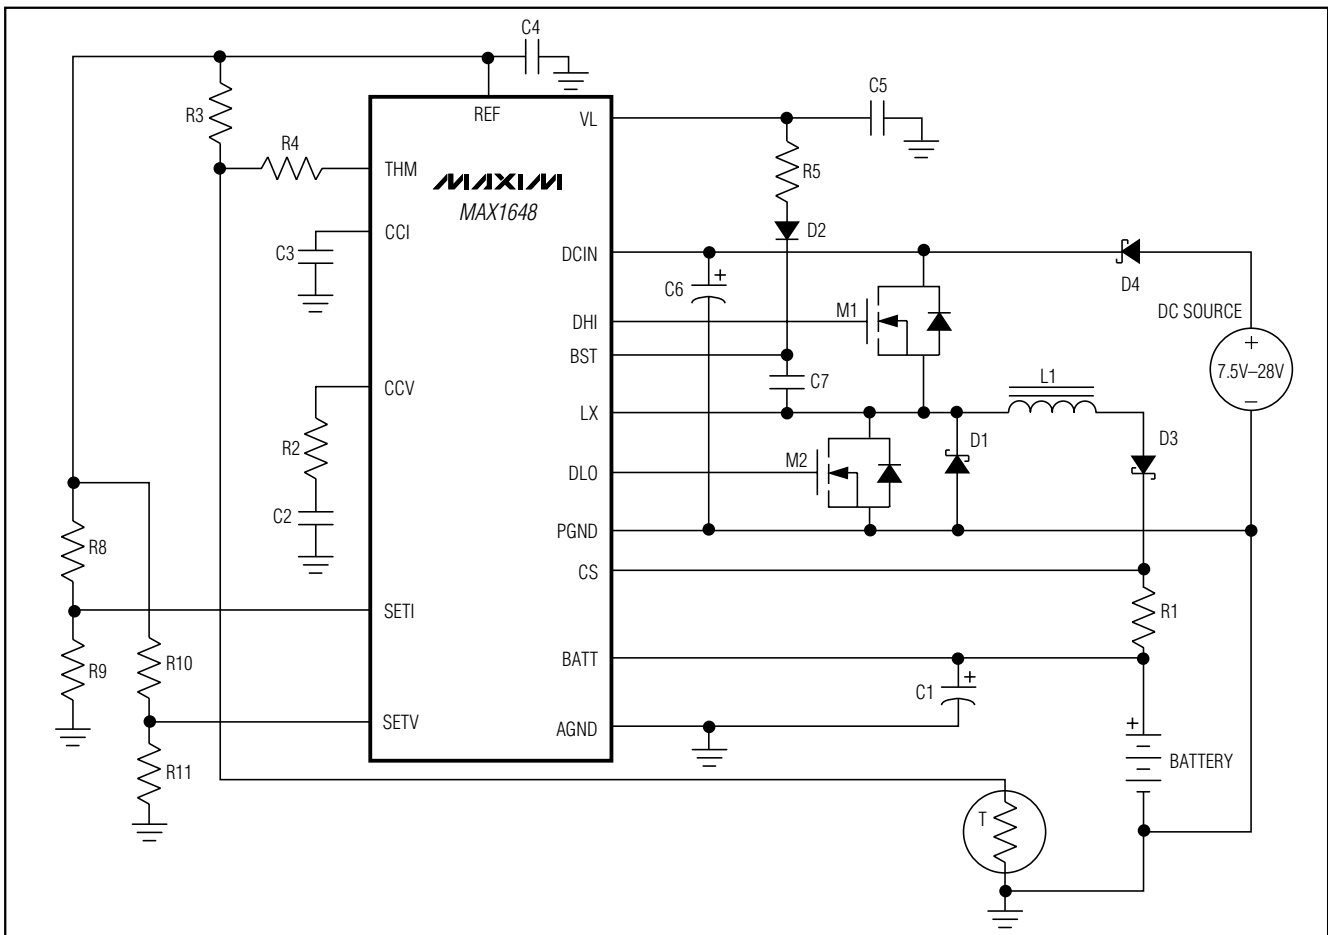 C4
C5
REF
VL
R3
R4
R5
THM
MAXIM
MAX1648
CCI
D2
C3
DCIN
D4
C6
+
M1
DC SOURCE
DHI
+
7.5V–28V
−
BST
CCV
C7
L1
LX
R2
D1
D3
M2
DLO
C2
PGND
R8
CS
SETI
R1
R9
R10
BATT
C1
+
SETV
AGND
+
R11
BATTERY
T